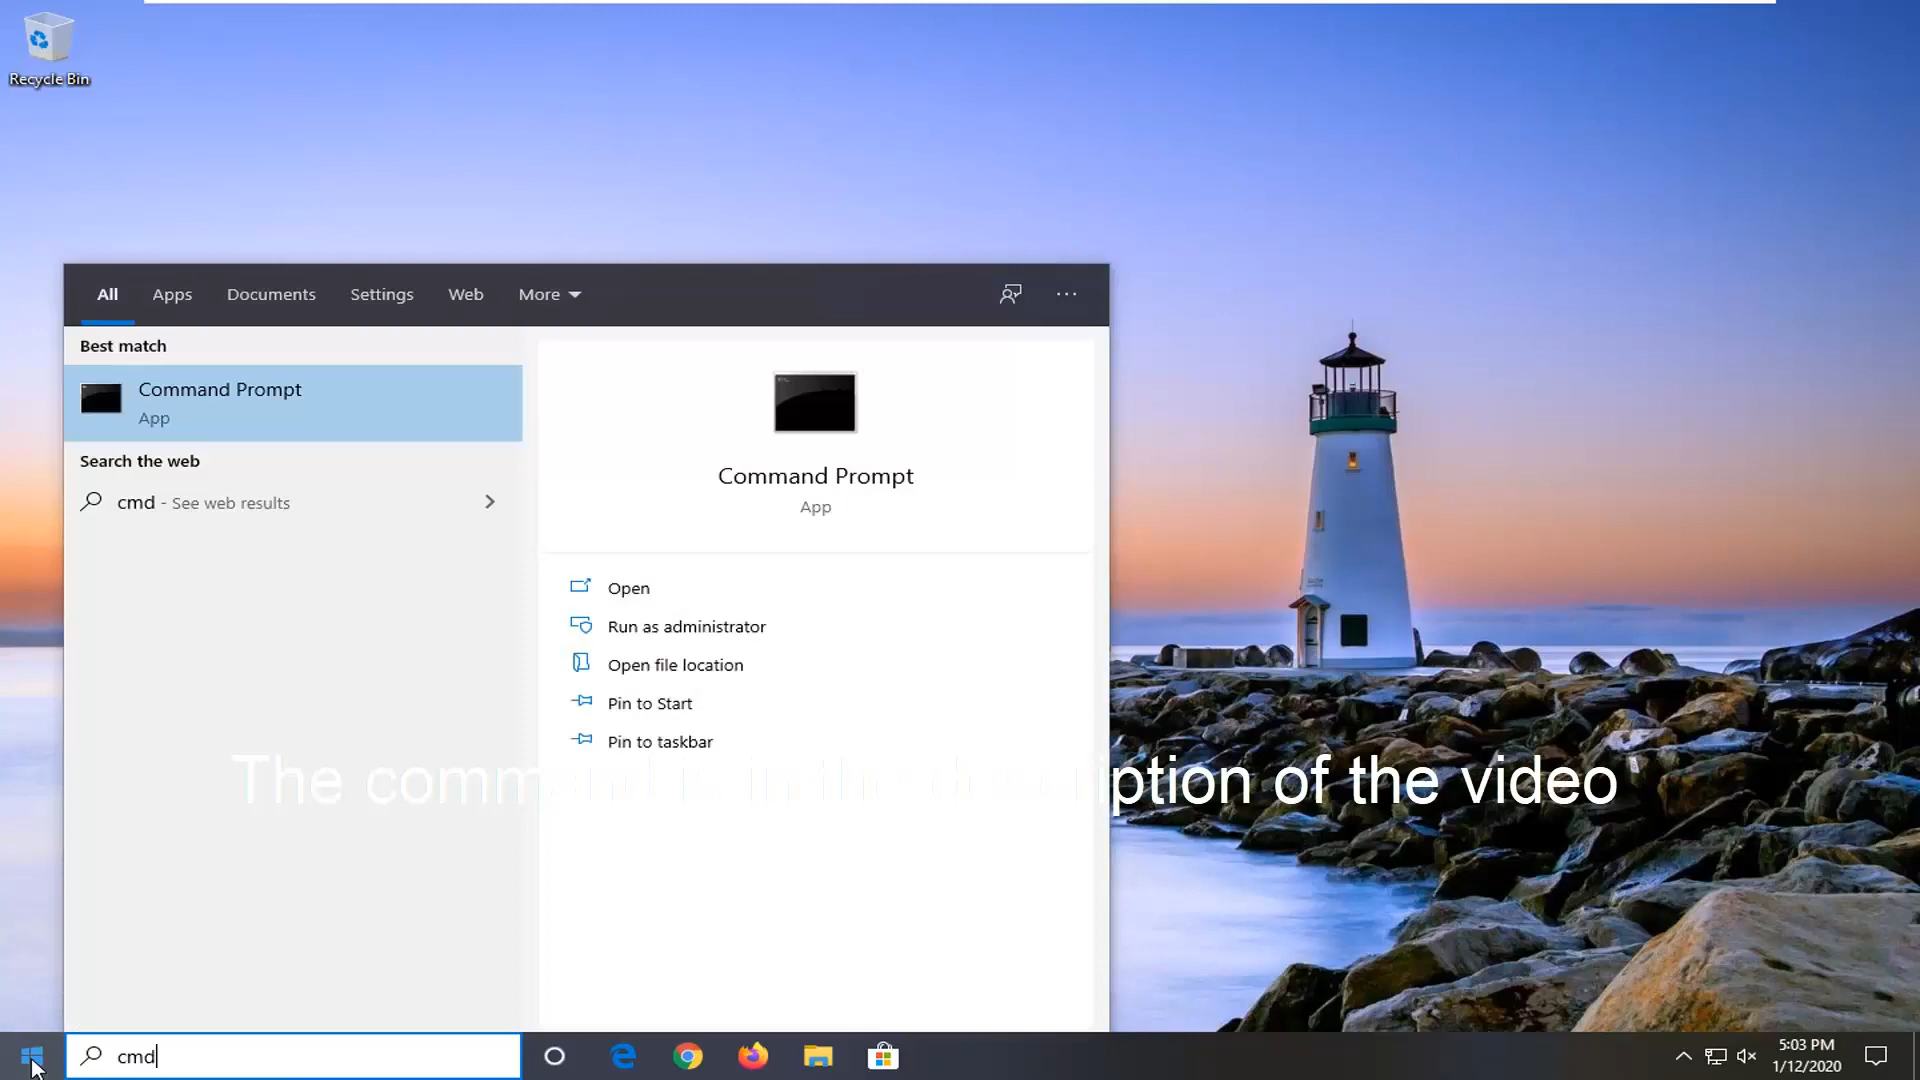 Recycle Bin
All Apps Documents Settings Web More
Best match
Command Prompt
App
Search the web
cmd - See web results
Command Prompt
App
Open
Run as administrator
Open file location
Pin to Start
Pin to taskbar
The command is in the description of the video
cmd
5:03 PM
1/12/2020